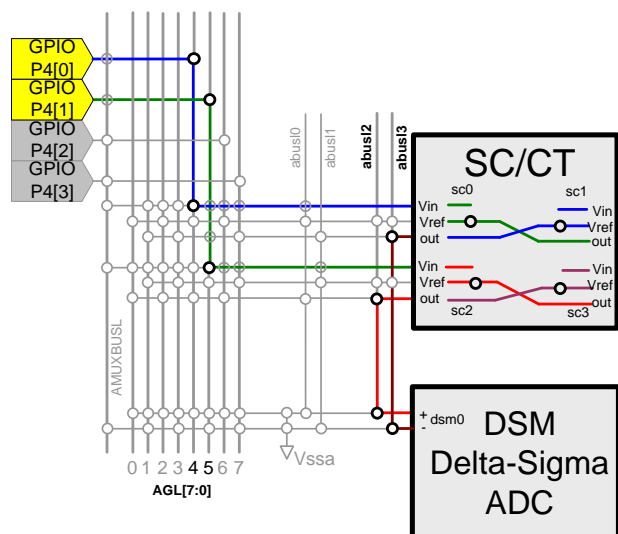 GPIO
P4[0]
GPIO
P4[1]
GPIO
P4[2]
GPIO
P4[3]
abusl0
abusl1
abusl2
abusl3
SC/CT
sc0
sc1
Vin
Vin
Vref
Vref
out
out
Vin
Vin
Vref
Vref
out
out
sc2
sc3
AMUXBUSL
+ dsm0
-
DSM
Delta-Sigma
ADC
Vssa
0 1 2 3 4 5 6 7
AGL[7:0]